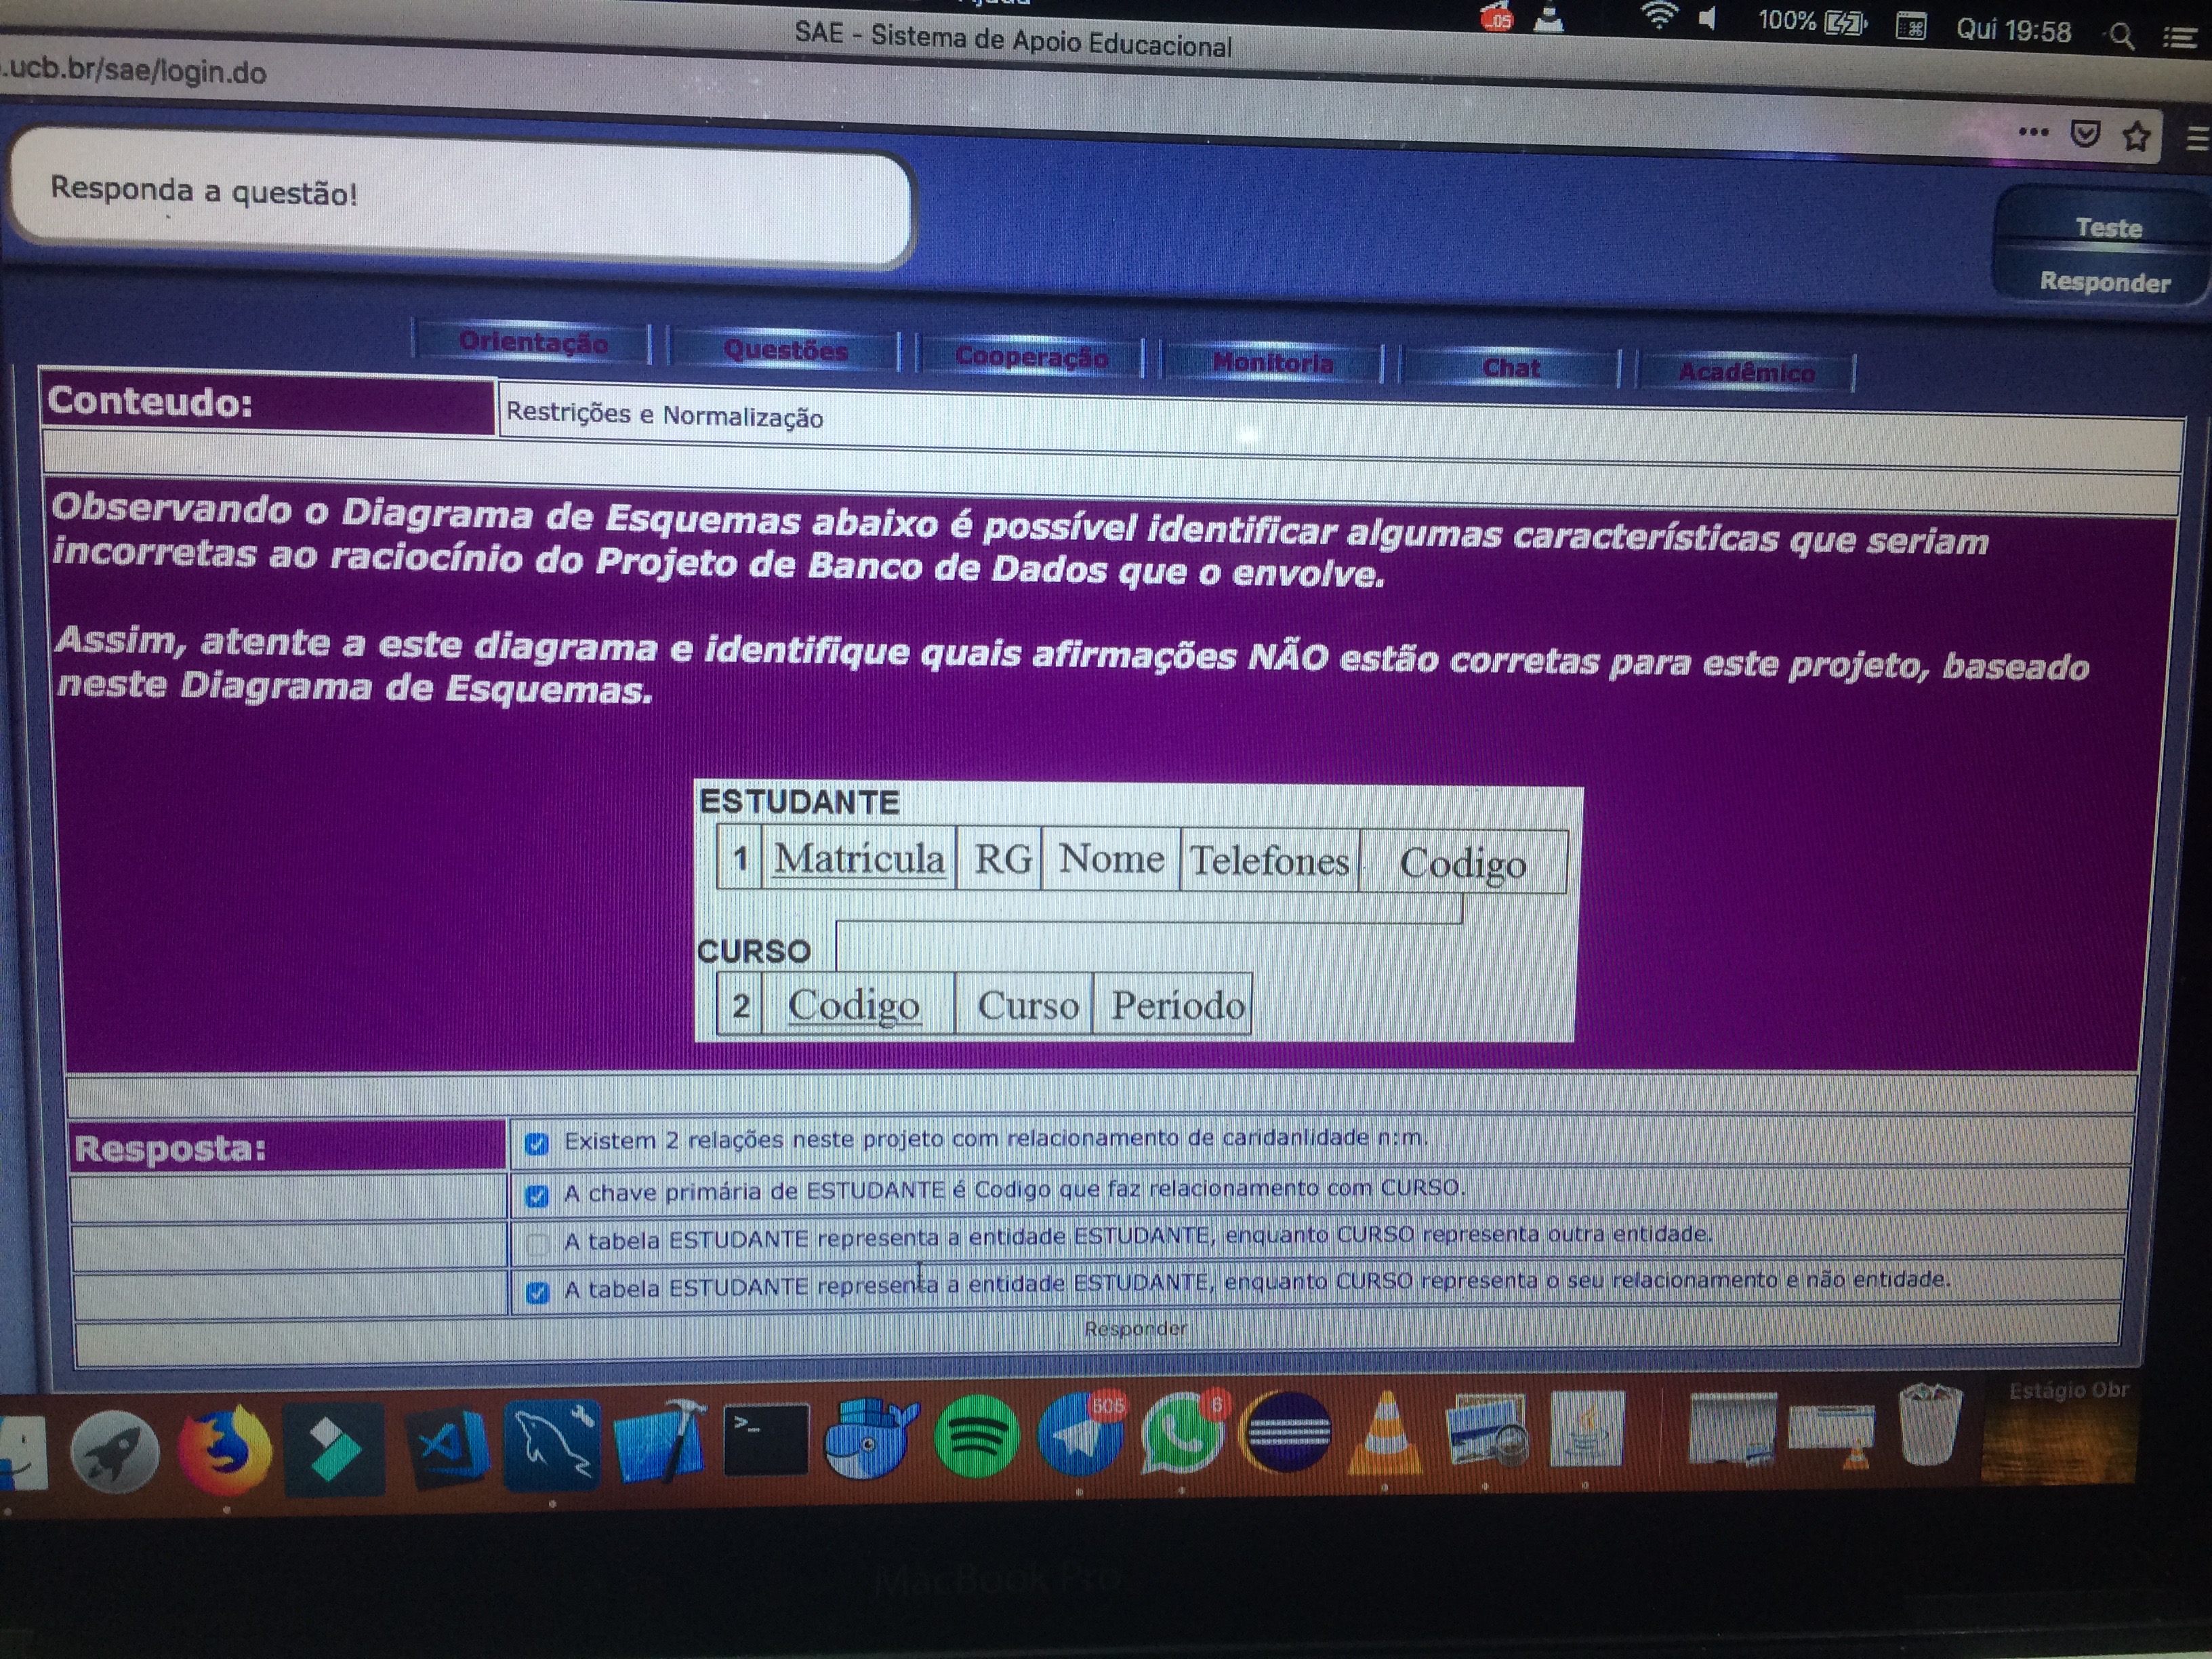 SAE - Sistema de Apoio Educacional
100%
Qui 19:58
.ucb.br/sae/login.do
Responda a questão!
Teste
Responder
Orientação
Questões
Cooperação
Monitoria
Chat
Acadêmico
Conteudo:
Restrições e Normalização
Observando o Diagrama de Esquemas abaixo é possível identificar algumas características que seriam
incorretas ao raciocínio do Projeto de Banco de Dados que o envolve.
Assim, atente a este diagrama e identifique quais afirmações NÃO estão corretas para este projeto, baseado
neste Diagrama de Esquemas.
ESTUDANTE
1 Matrícula RG Nome Telefones Codigo
CURSO
2 Codigo Curso Período
Resposta:
Existem 2 relações neste projeto com relacionamento de caridanlidade n:m.
A chave primária de ESTUDANTE é Codigo que faz relacionamento com CURSO.
A tabela ESTUDANTE representa a entidade ESTUDANTE, enquanto CURSO representa outra entidade.
A tabela ESTUDANTE representa a entidade ESTUDANTE, enquanto CURSO representa o seu relacionamento e não entidade.
Responder
Estágio Obr
505
6
MacBook Pro